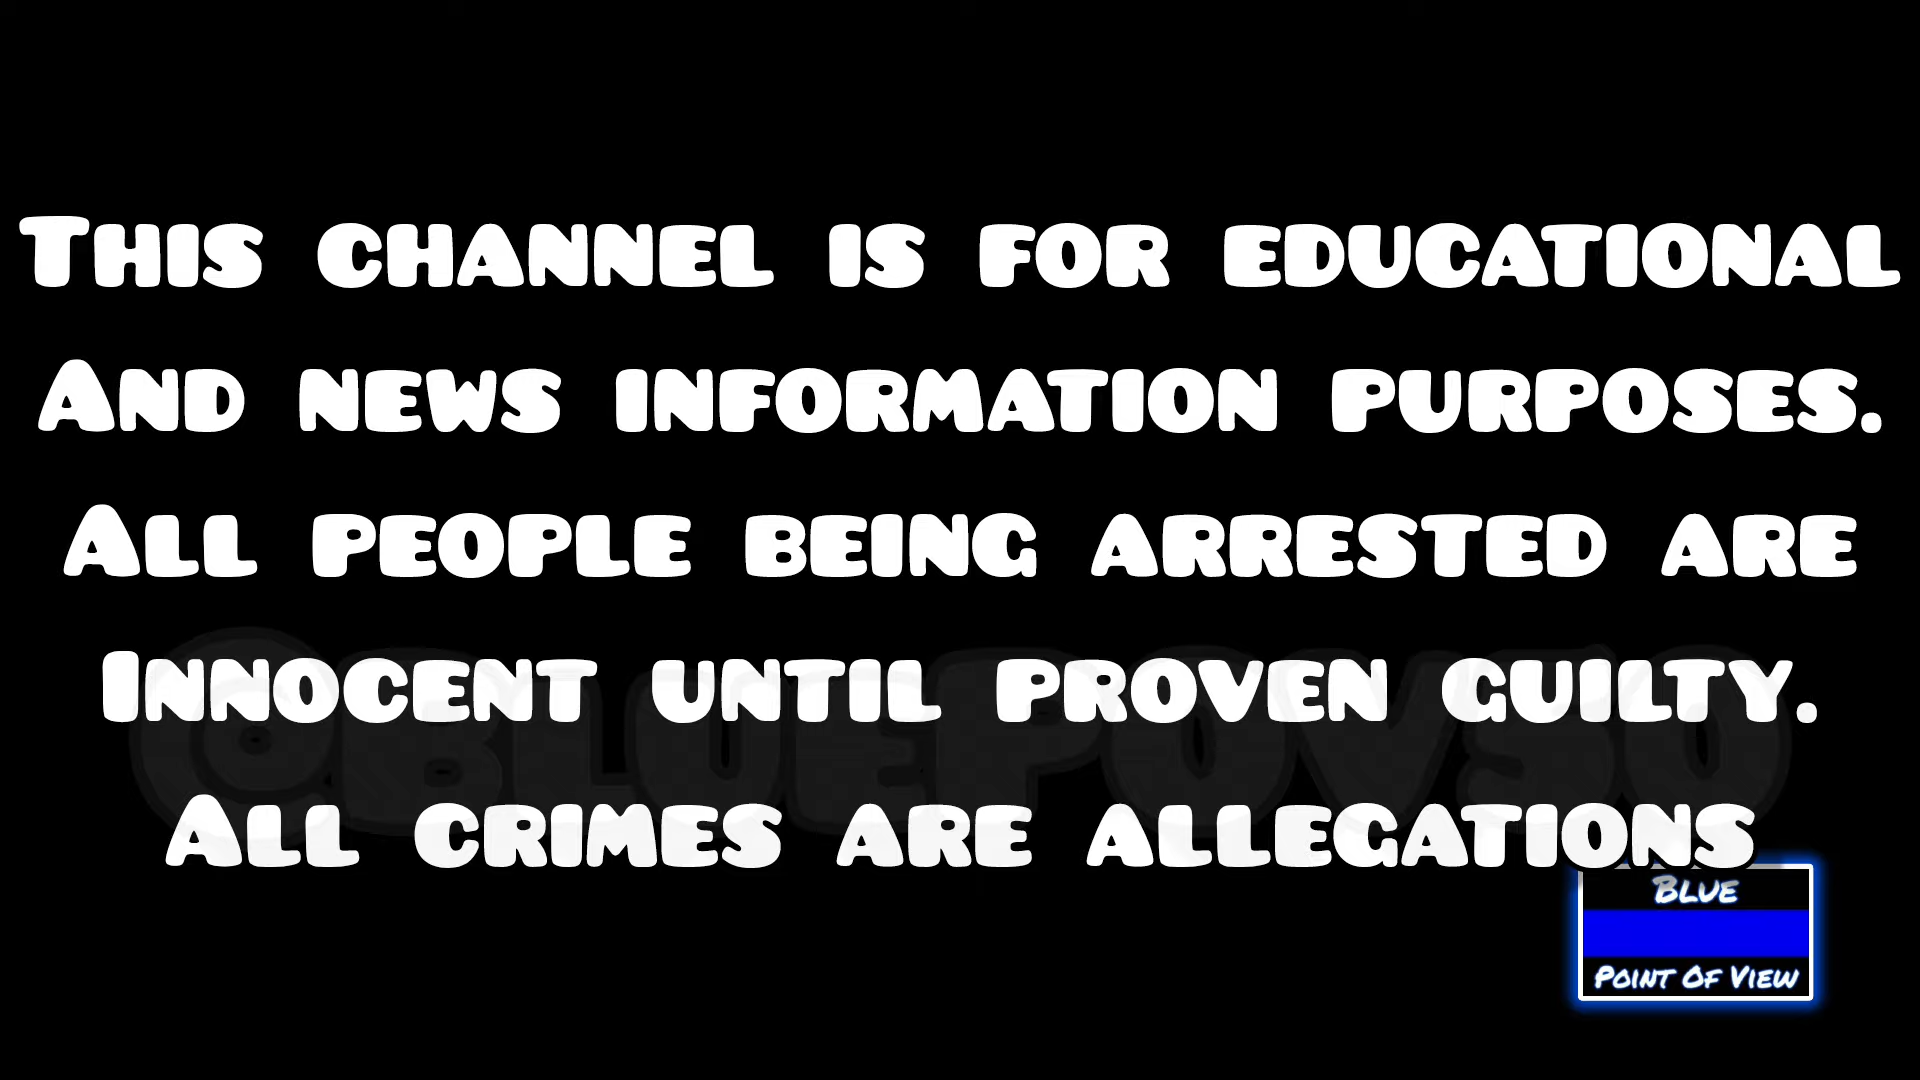 This channel is for educational
And news information purposes.
All people being arrested are
Innocent until proven guilty.
@BluePOV50
All crimes are allegations
Blue
Point Of View